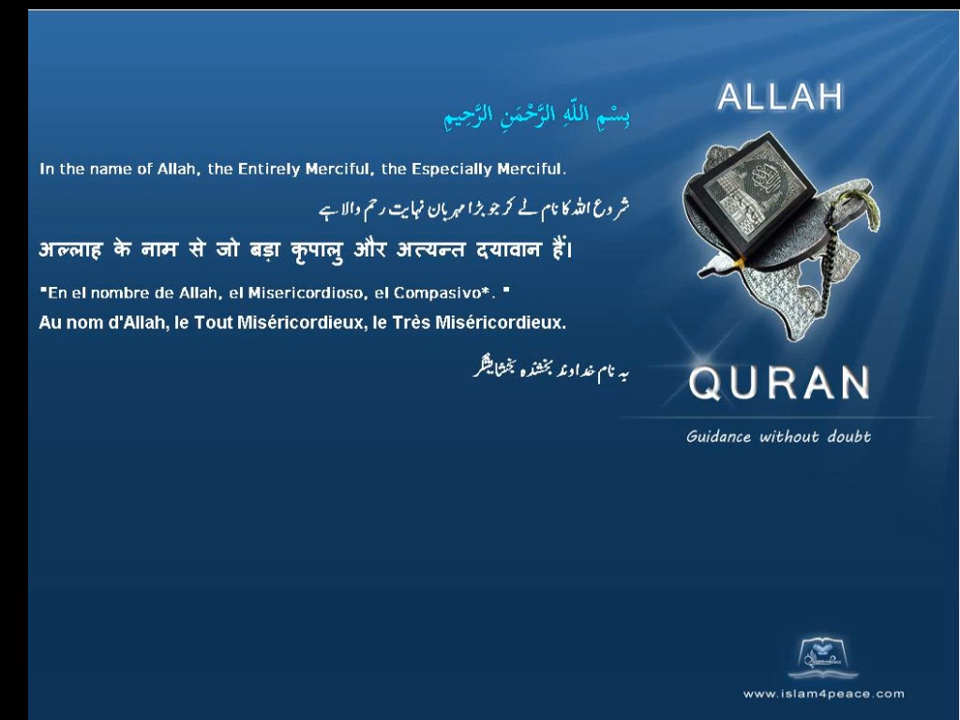 بِسْمِ اللَّهِ الرَّحْمَنِ الرَّحِيمِ
In the name of Allah, the Entirely Merciful, the Especially Merciful.
شروع الله کا نام لے کر جو بڑا مہربان نہایت رحم والا ہے
अल्लाह के नाम से जो बड़ा कृपालु और अत्यन्त दयावान हैं।
"En el nombre de Allah, el Misericordioso, el Compasivo*. "
Au nom d'Allah, le Tout Miséricordieux, le Très Miséricordieux.
به نام خداوند بخشنده بخشایشگر
ALLAH
QURAN
Guidance without doubt
www.islam4peace.com